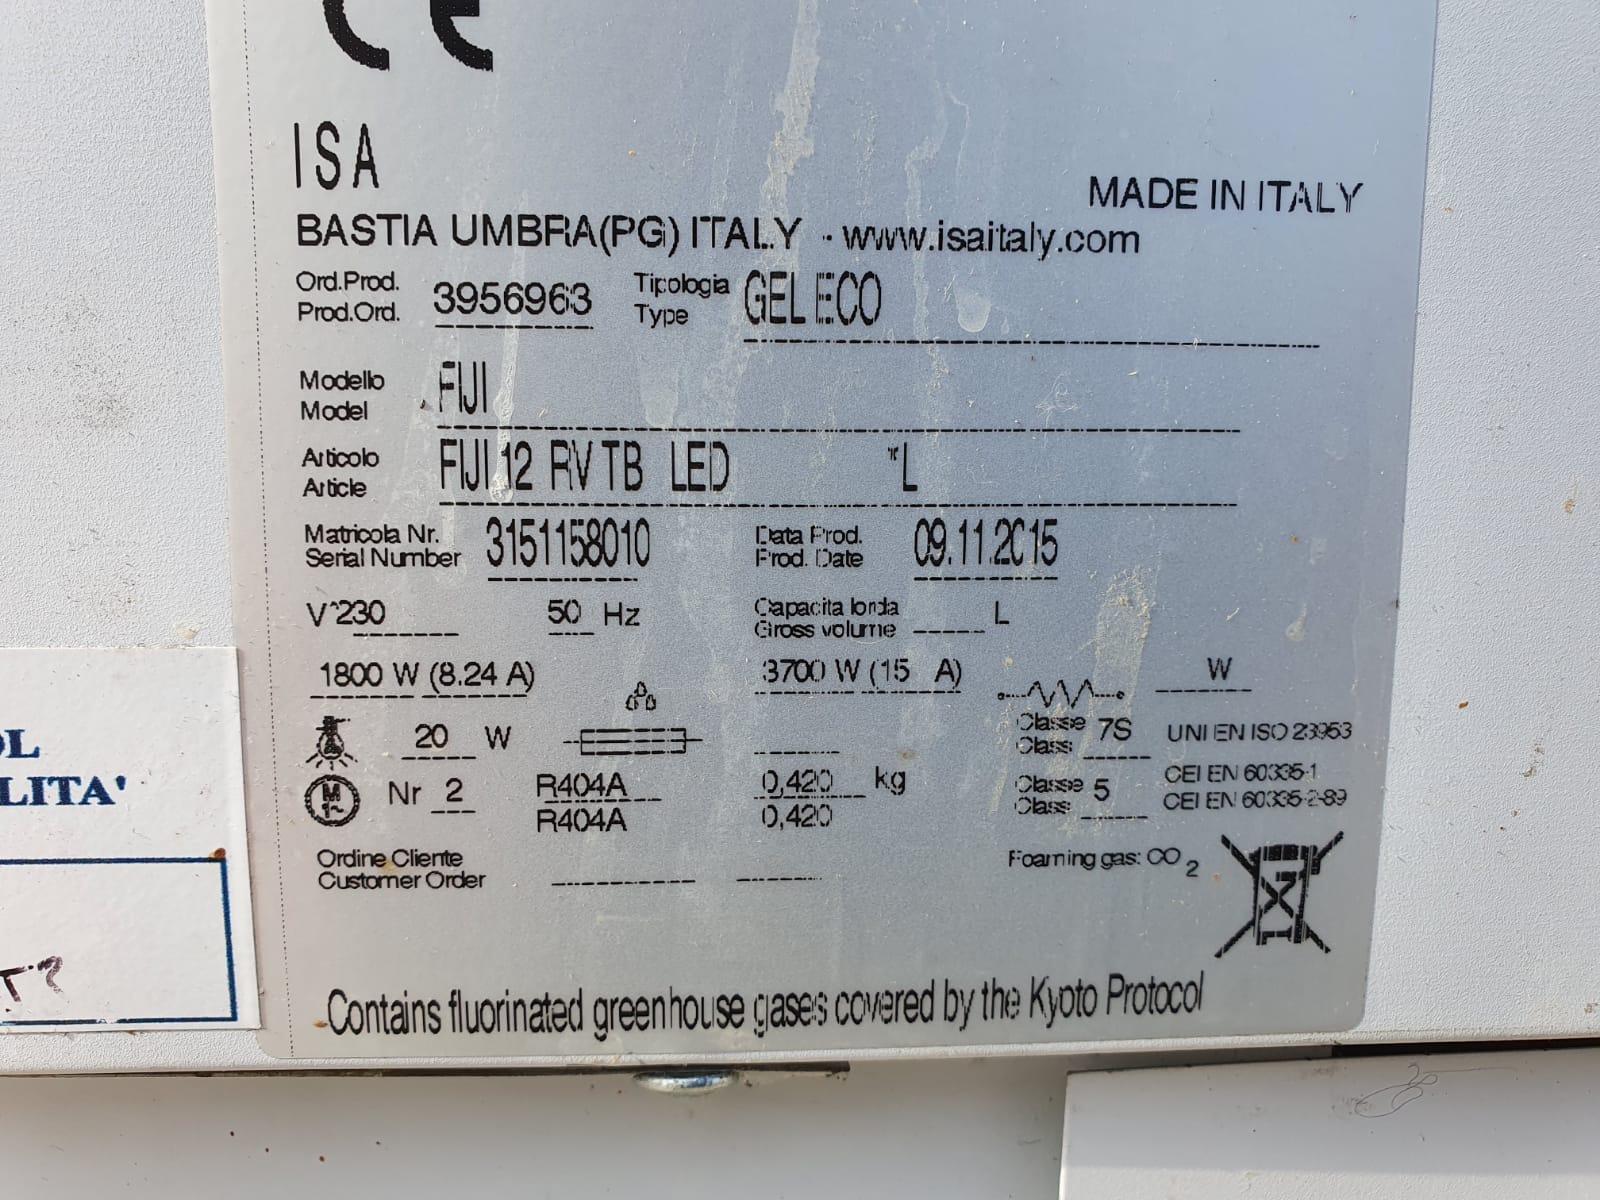 CE
ISA
MADE IN ITALY
BASTIA UMBRA(PG) ITALY - www.isaitaly.com
Ord.Prod. 3956963 Tipologia GEL ECO
Prod.Ord. Type
Modello FIJI
Model
Articolo FIJI 12 RV TB LED *L
Article
Matricola Nr. 3151158010 Data Prod. 09.11.2015
Serial Number Prod. Date
V~230 50 Hz Capacita lorda L
Gross volume
1800 W (8.24 A) 3700 W (15 A) W
20 W Classe 7S UNI EN ISO 23953
Class
M 1~ Nr 2 R404A 0,420 kg Classe 5 CEI EN 60335-1
R404A 0,420 Class CEI EN 60335-2-89
Ordine Cliente Foaming gas: CO2
Customer Order
Contains fluorinated greenhouse gases covered by the Kyoto Protocol
OL
LITA'